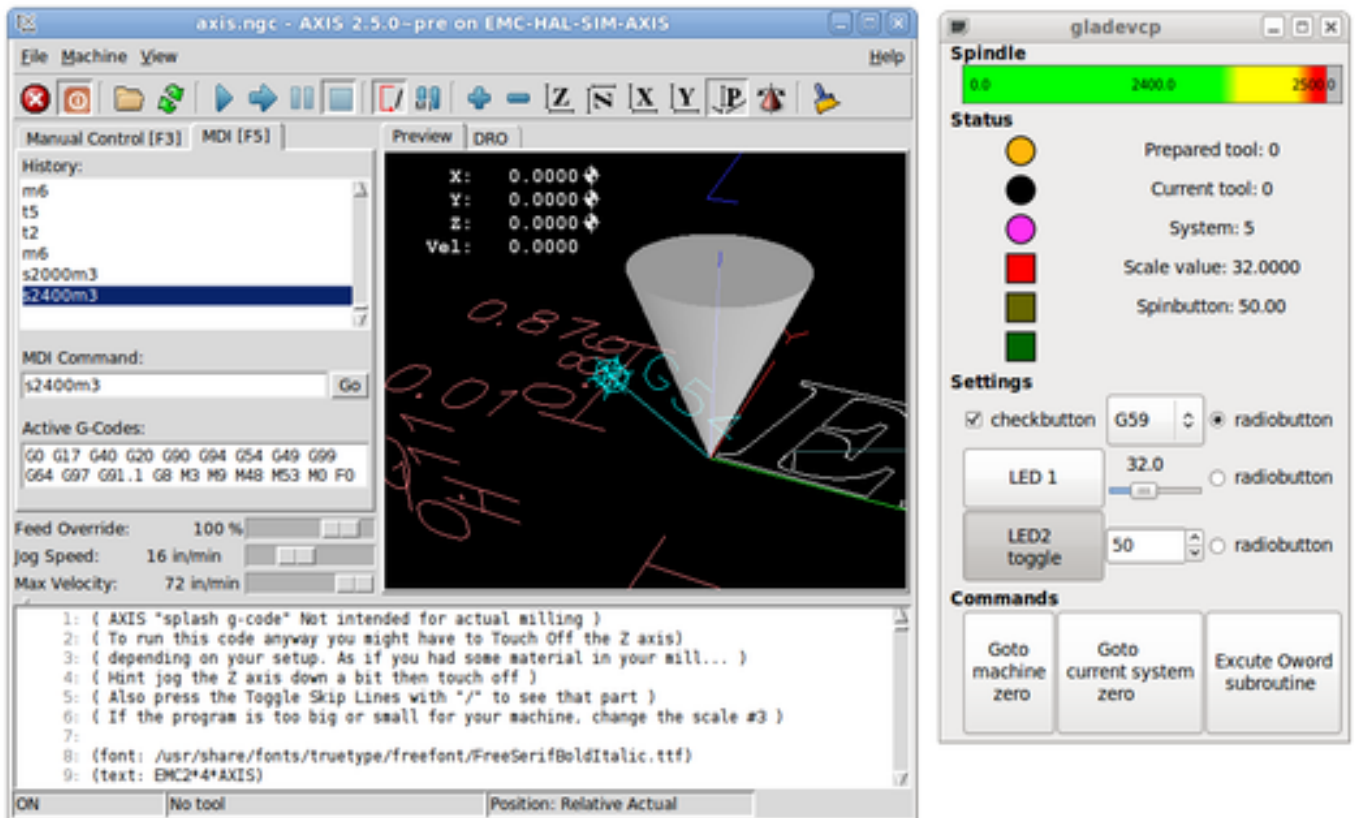 axis.ngc - AXIS 2.5.0~pre on EMC-HAL-SIM-AXIS
File Machine View Help
Z N X Y P
Manual Control [F3] MDI [F5]
History:
m6
t5
t2
m6
s2000m3
s2400m3
MDI Command:
s2400m3 Go
Active G-Codes:
G0 G17 G40 G20 G90 G94 G54 G49 G99
G64 G97 G91.1 G8 M3 M9 M48 M53 M0 F0
Feed Override: 100 %
Jog Speed: 16 in/min
Max Velocity: 72 in/min
Preview DRO
X: 0.0000
Y: 0.0000
Z: 0.0000
Vel: 0.0000
1: ( AXIS "splash g-code" Not intended for actual milling )
2: ( To run this code anyway you might have to Touch Off the Z axis)
3: ( depending on your setup. As if you had some material in your mill... )
4: ( Hint jog the Z axis down a bit then touch off )
5: ( Also press the Toggle Skip Lines with "/" to see that part )
6: ( If the program is too big or small for your machine, change the scale #3 )
7:
8: (font: /usr/share/fonts/truetype/freefont/FreeSerifBoldItalic.ttf)
9: (text: EMC2*4*AXIS)
ON No tool Position: Relative Actual
gladevcp
Spindle
0.0 2400.0 2500.0
Status
Prepared tool: 0
Current tool: 0
System: 5
Scale value: 32.0000
Spinbutton: 50.00
Settings
checkbutton G59 radiobutton
LED 1 32.0 radiobutton
LED2
toggle 50 radiobutton
Commands
Goto
machine
zero
Goto
current system
zero
Excute Oword
subroutine